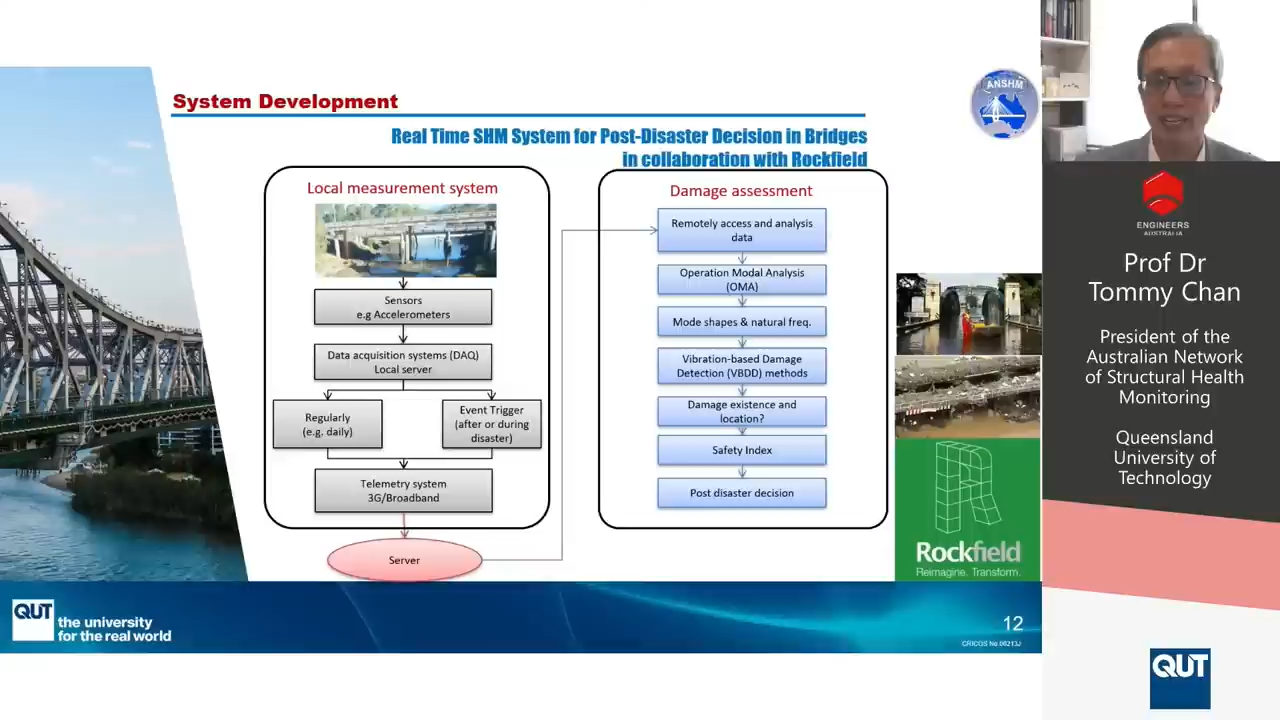 System Development
ANSHM
Real Time SHM System for Post-Disaster Decision in Bridges
in collaboration with Rockfield
Local measurement system
Sensors
e.g Accelerometers
Data acquisition systems (DAQ)
Local server
Regularly
(e.g. daily)
Event Trigger
(after or during
disaster)
Telemetry system
3G/Broadband
Server
Damage assessment
Remotely access and analysis
data
Operation Modal Analysis
(OMA)
Mode shapes & natural freq.
Vibration-based Damage
Detection (VBDD) methods
Damage existence and
location?
Safety Index
Post disaster decision
Rockfield
Reimagine. Transform.
QUT
the university
for the real world
12
CRICOS No.00213J
ENGINEERS
AUSTRALIA
Prof Dr
Tommy Chan
President of the
Australian Network
of Structural Health
Monitoring
Queensland
University of
Technology
QUT